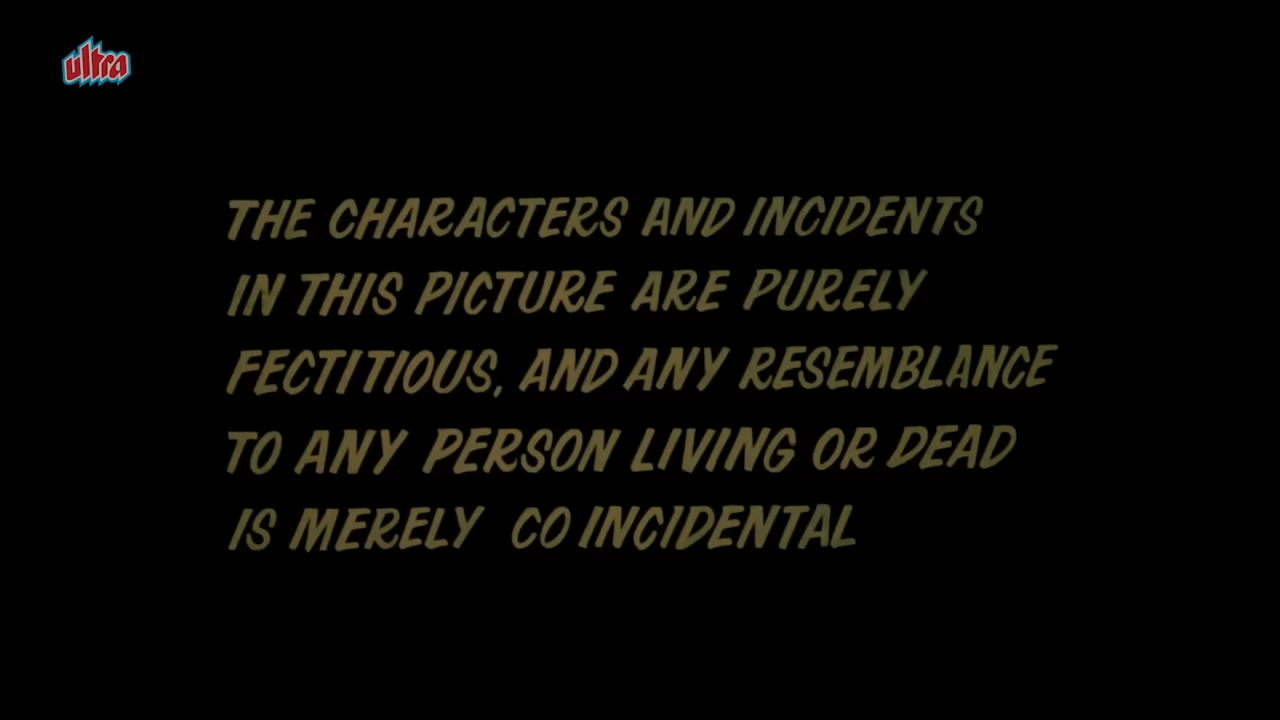 ultra
THE CHARACTERS AND INCIDENTS
IN THIS PICTURE ARE PURELY
FECTITIOUS, AND ANY RESEMBLANCE
TO ANY PERSON LIVING OR DEAD
IS MERELY CO INCIDENTAL